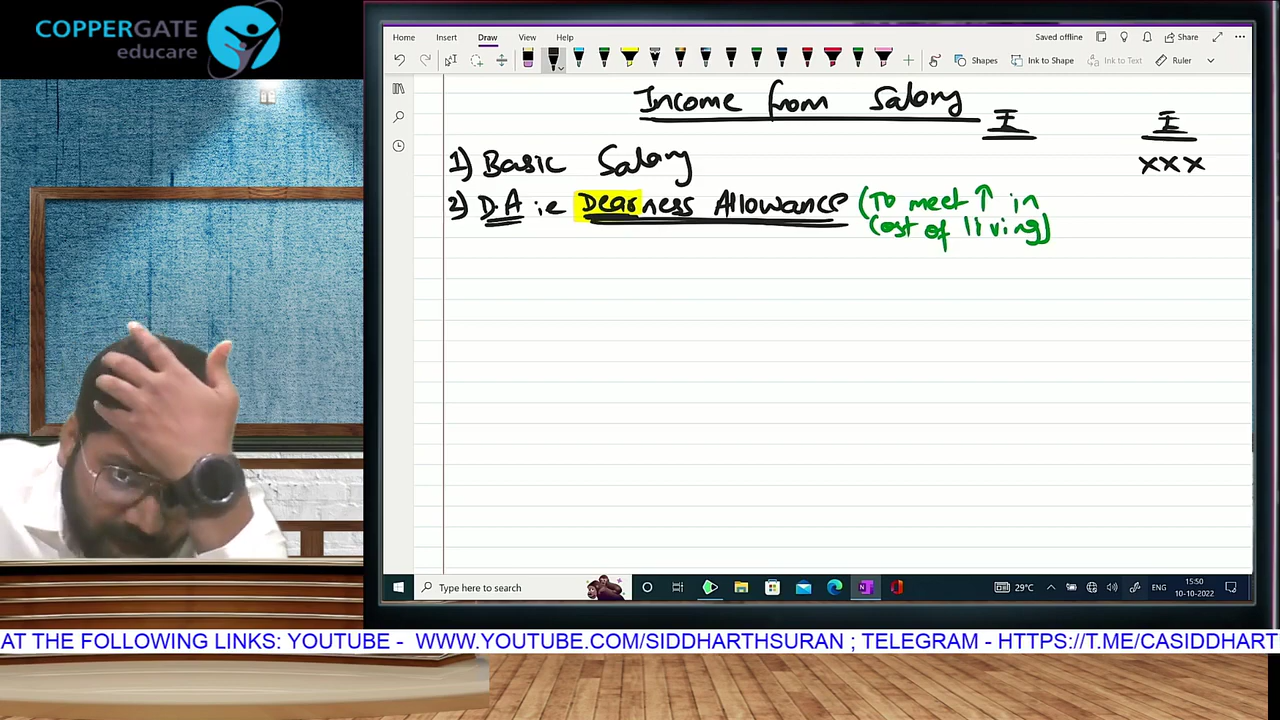 COPPERGATE
educare
Home Insert Draw View Help
Saved offline
Share
Shapes
Ink to Shape
Ink to Text
Ruler
Income from Salary
₹ ₹
1) Basic Salary xxx
2) D.A ie Dearness Allowance (To meet ↑ in
Cost of living)
Type here to search
29°C
ENG
15:50
10-10-2022
AT THE FOLLOWING LINKS: YOUTUBE - WWW.YOUTUBE.COM/SIDDHARTHSURAN ; TELEGRAM - HTTPS://T.ME/CASIDDHART